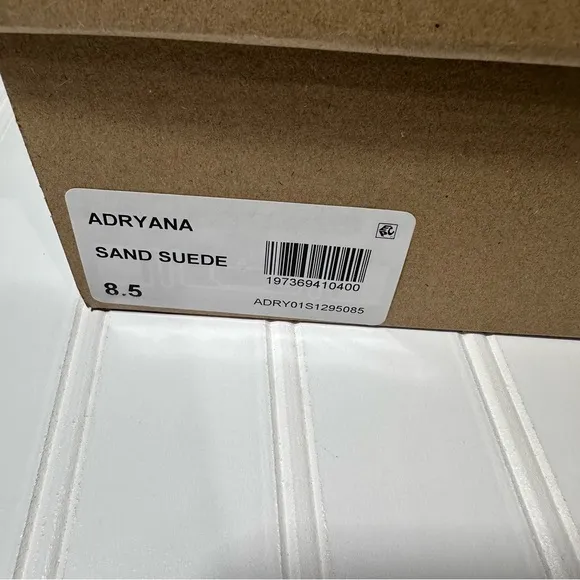 ADRYANA
SAND SUEDE
197369410400
8.5
ADRY01S1295085